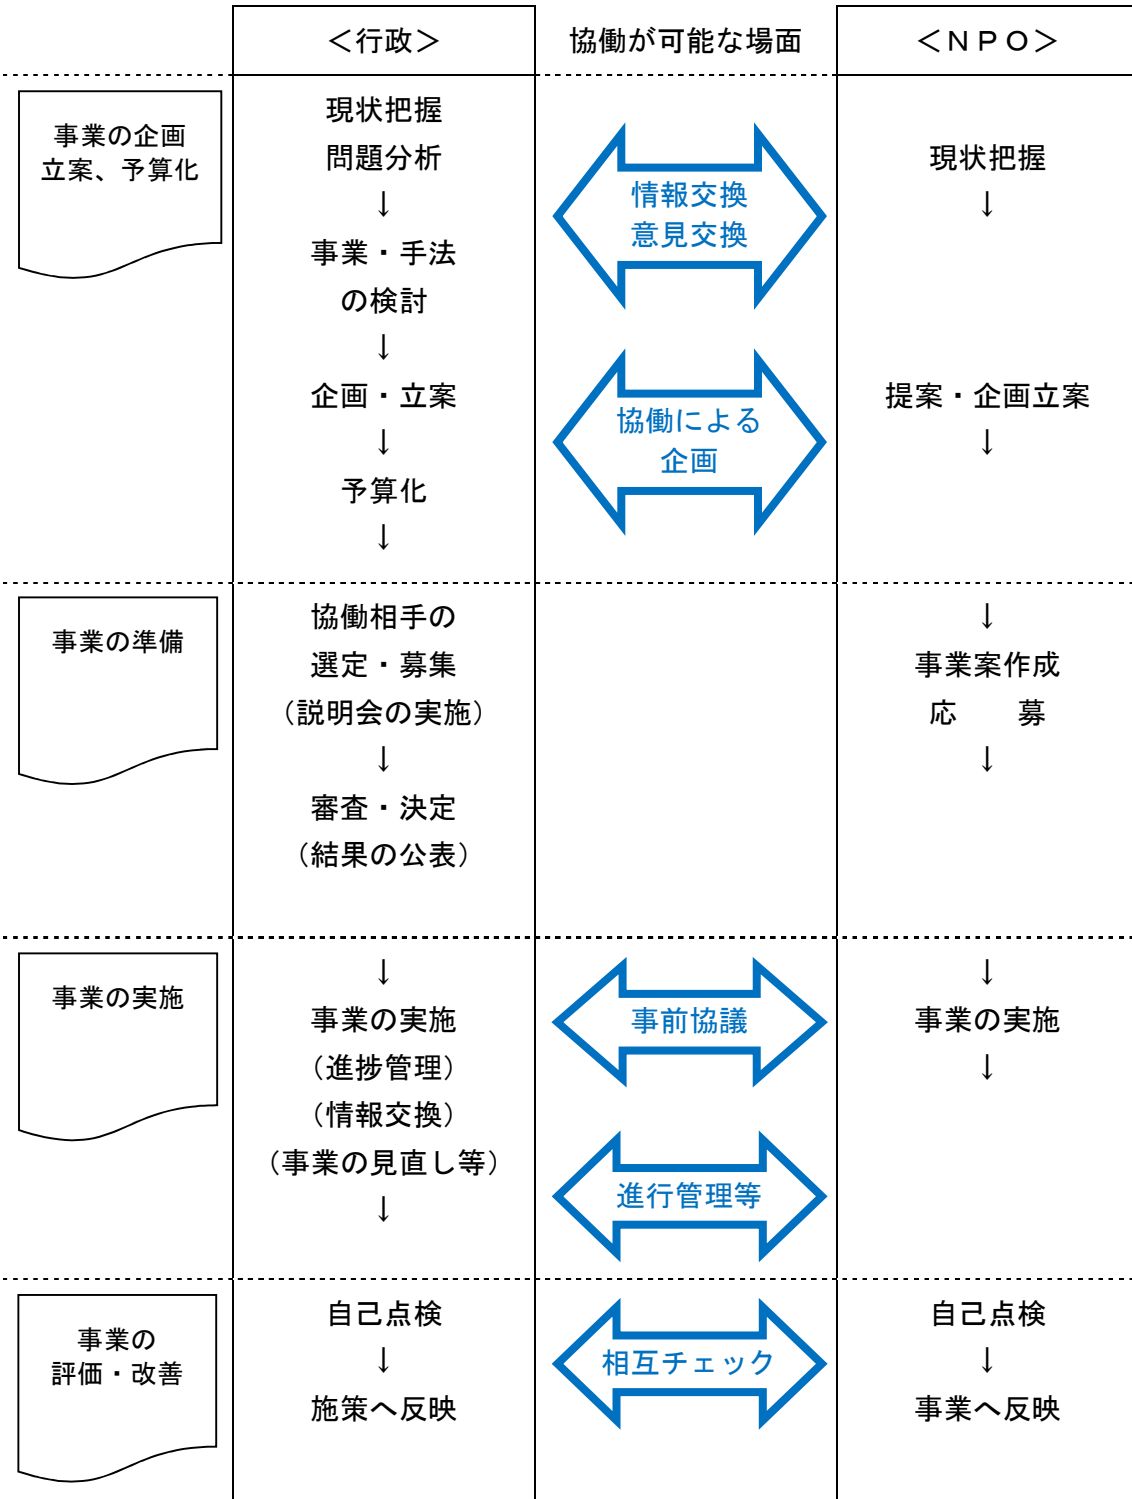 ＜行政＞
協働が可能な場面
＜ＮＰＯ＞
事業の企画
立案、予算化
現状把握
問題分析
↓
事業・手法
の検討
↓
企画・立案
↓
予算化
↓
情報交換
意見交換
協働による
企画
現状把握
↓
提案・企画立案
↓
事業の準備
協働相手の
選定・募集
（説明会の実施）
↓
審査・決定
（結果の公表）
↓
事業案作成
応　　募
↓
事業の実施
↓
事業の実施
（進捗管理）
（情報交換）
（事業の見直し等）
↓
事前協議
進行管理等
↓
事業の実施
↓
事業の
評価・改善
自己点検
↓
施策へ反映
相互チェック
自己点検
↓
事業へ反映